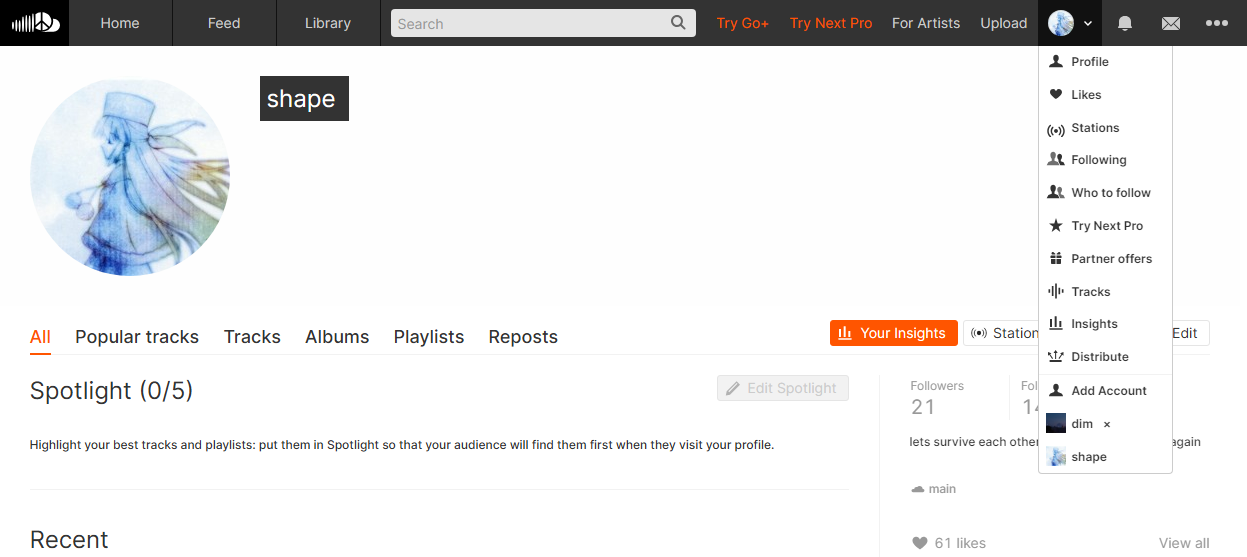 Home Feed Library Search Try Go+ Try Next Pro For Artists Upload
shape
Profile
Likes
Stations
Following
Who to follow
Try Next Pro
Partner offers
Tracks
Insights
Distribute
Add Account
dim ×
shape
All Popular tracks Tracks Albums Playlists Reposts
Your Insights Station Edit
Spotlight (0/5) Edit Spotlight
Highlight your best tracks and playlists: put them in Spotlight so that your audience will find them first when they visit your profile.
Recent
Followers
21
lets survive each other again
main
61 likes View all